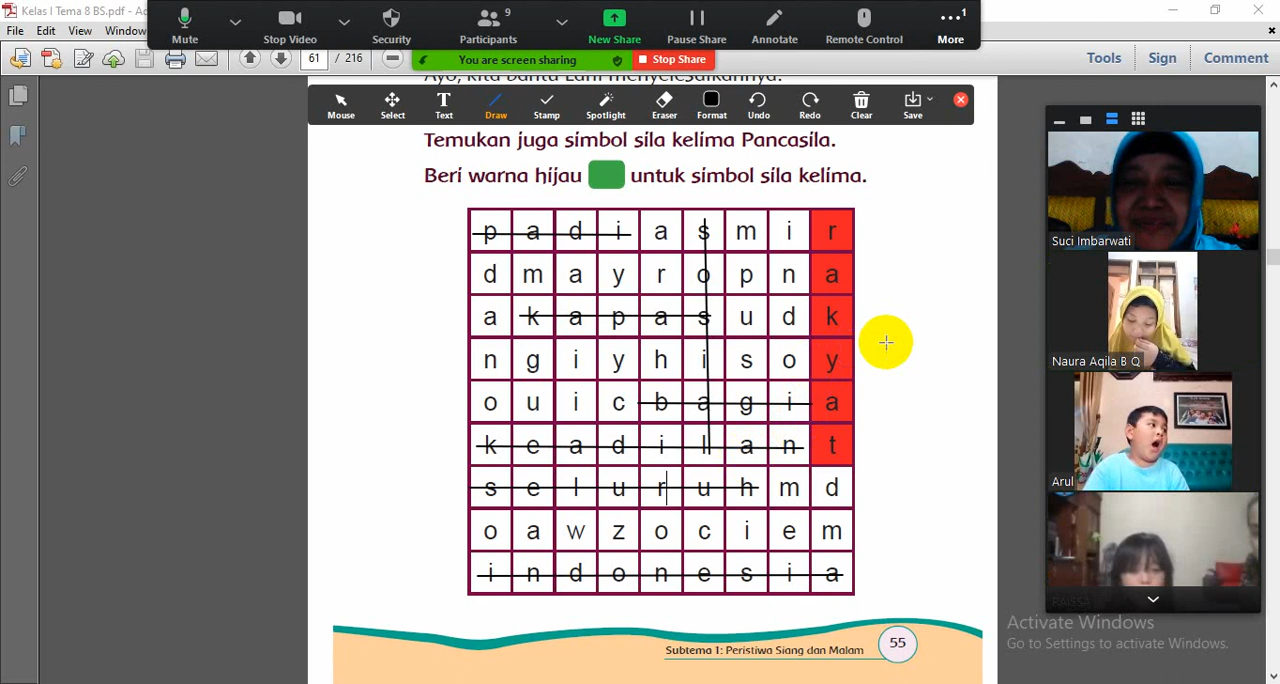 Kelas I Tema 8 BS.pdf - A
File Edit View Window
Mute
Stop Video
Security
9
Participants
New Share
Pause Share
Annotate
Remote Control
1
More
61 / 216
You are screen sharing
Stop Share
Tools Sign Comment
Mouse Select Text Draw Stamp Spotlight Eraser Format Undo Redo Clear Save
Temukan juga simbol sila kelima Pancasila.
Beri warna hijau untuk simbol sila kelima.
p a d i a s m i r
d m a y r o p n a
a k a p a s u d k
n g i y h i s o y
o u i c b a g i a
k e a d i l a n t
s e l u r u h m d
o a w z o c i e m
i n d o n e s i a
Subtema 1: Peristiwa Siang dan Malam
55
Suci Imbarwati
Naura Aqila B Q
Arul
RAISSA
Activate Windows
Go to Settings to activate Windows.